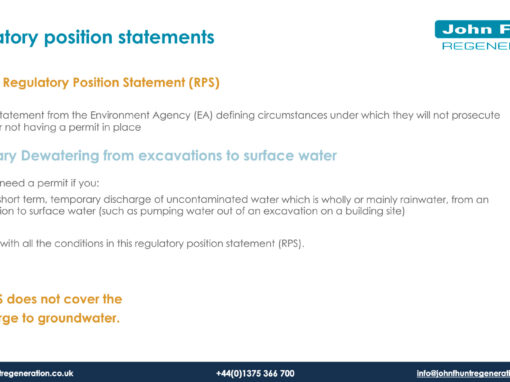 atory position statements
John F
REGENE
Regulatory Position Statement (RPS)
tatement from the Environment Agency (EA) defining circumstances under which they will not prosecute
r not having a permit in place
ary Dewatering from excavations to surface water
need a permit if you:
short term, temporary discharge of uncontaminated water which is wholly or mainly rainwater, from an
ion to surface water (such as pumping water out of an excavation on a building site)
with all the conditions in this regulatory position statement (RPS).
S does not cover the
rge to groundwater.
tregeneration.co.uk
+44(0)1375 366 700
info@johnfhuntregenerati